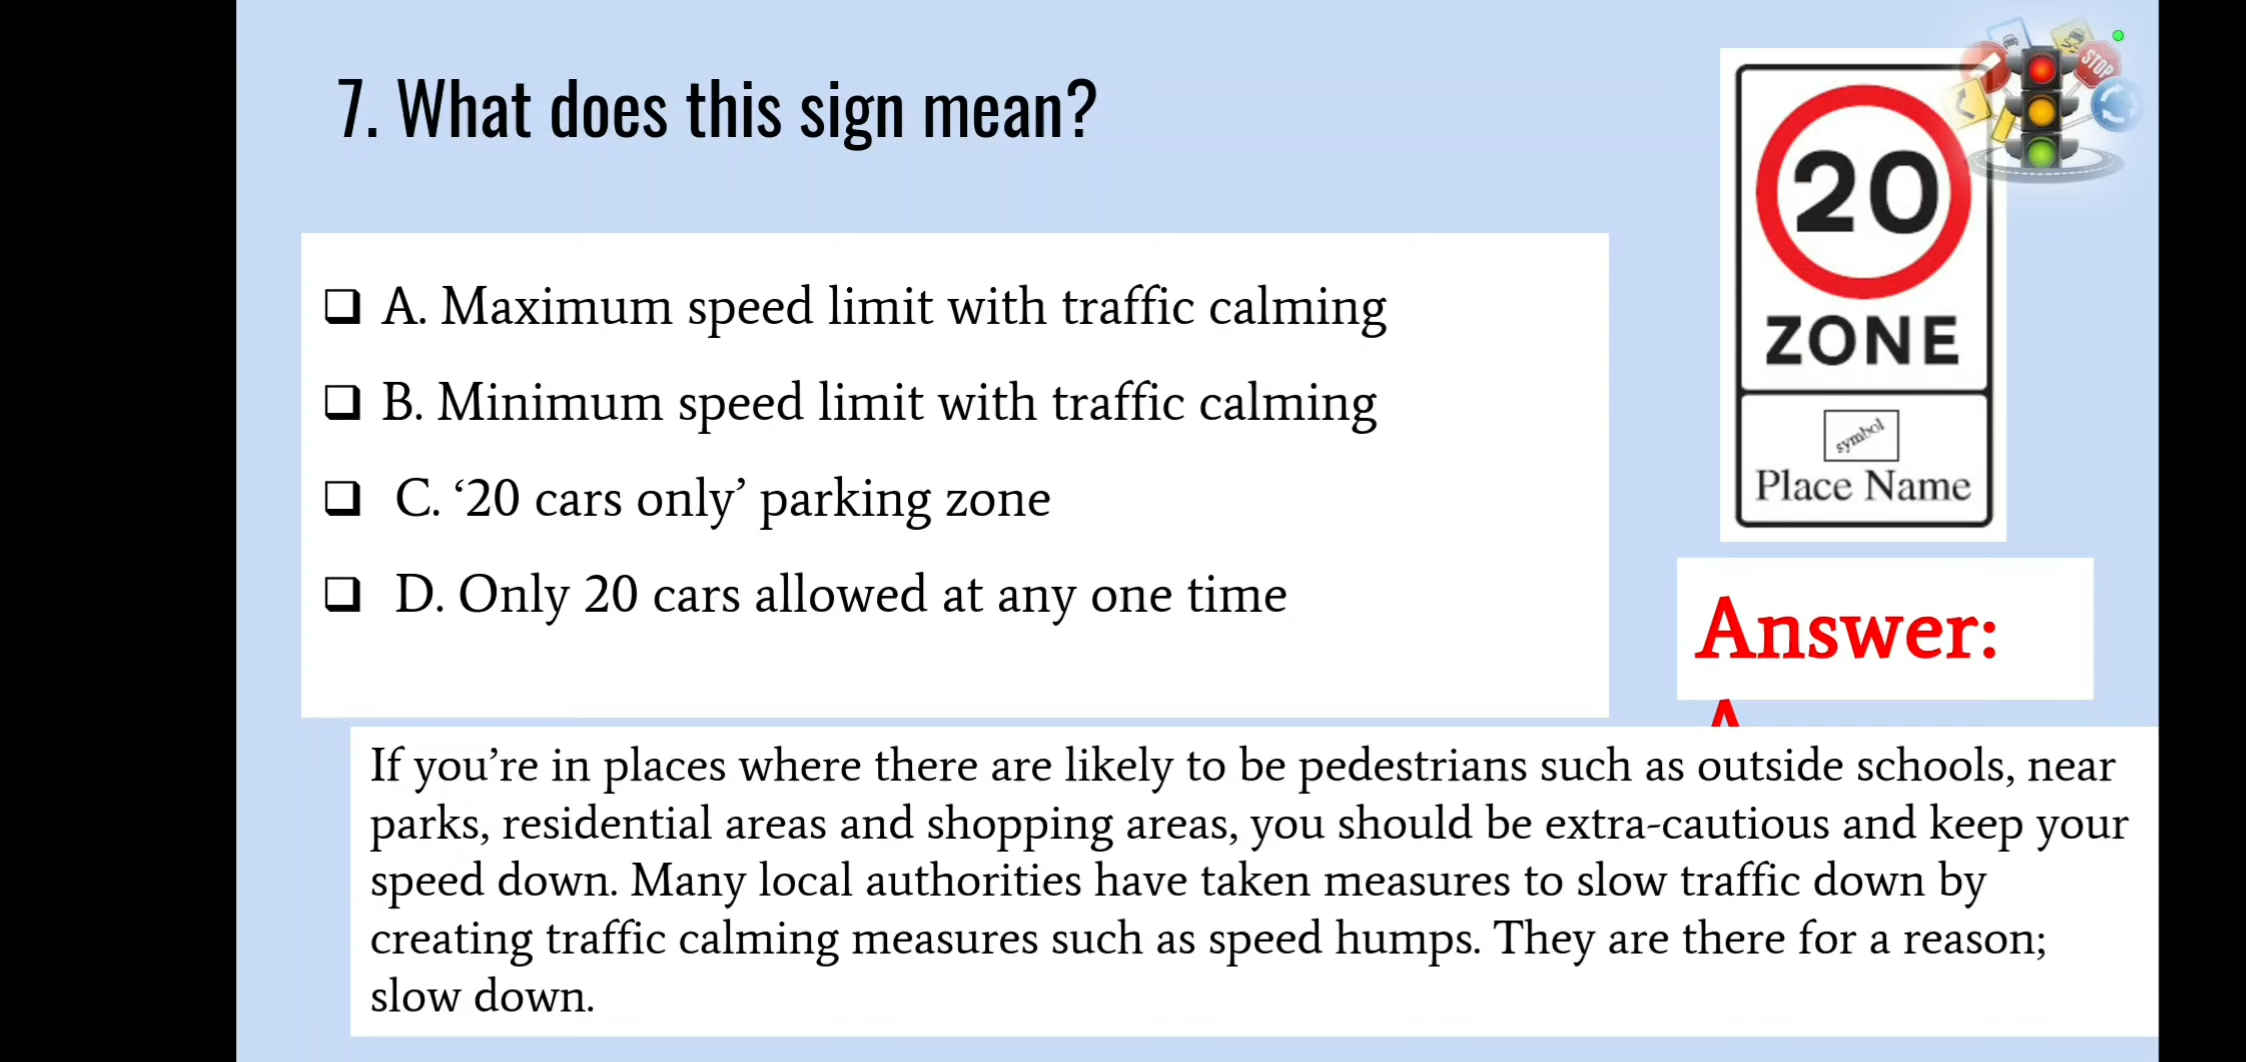 7. What does this sign mean?
A. Maximum speed limit with traffic calming
B. Minimum speed limit with traffic calming
C. ‘20 cars only’ parking zone
D. Only 20 cars allowed at any one time
STOP
20
ZONE
symbol
Place Name
Answer:
A
If you’re in places where there are likely to be pedestrians such as outside schools, near
parks, residential areas and shopping areas, you should be extra-cautious and keep your
speed down. Many local authorities have taken measures to slow traffic down by
creating traffic calming measures such as speed humps. They are there for a reason;
slow down.